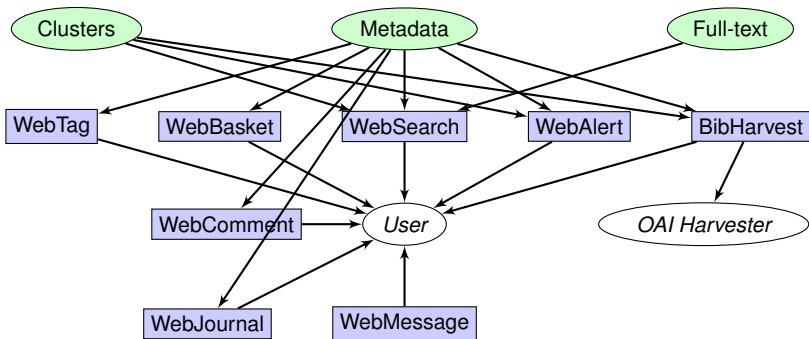 Clusters Metadata Full-text
WebTag WebBasket WebSearch WebAlert BibHarvest
WebComment User OAI Harvester
WebJournal WebMessage